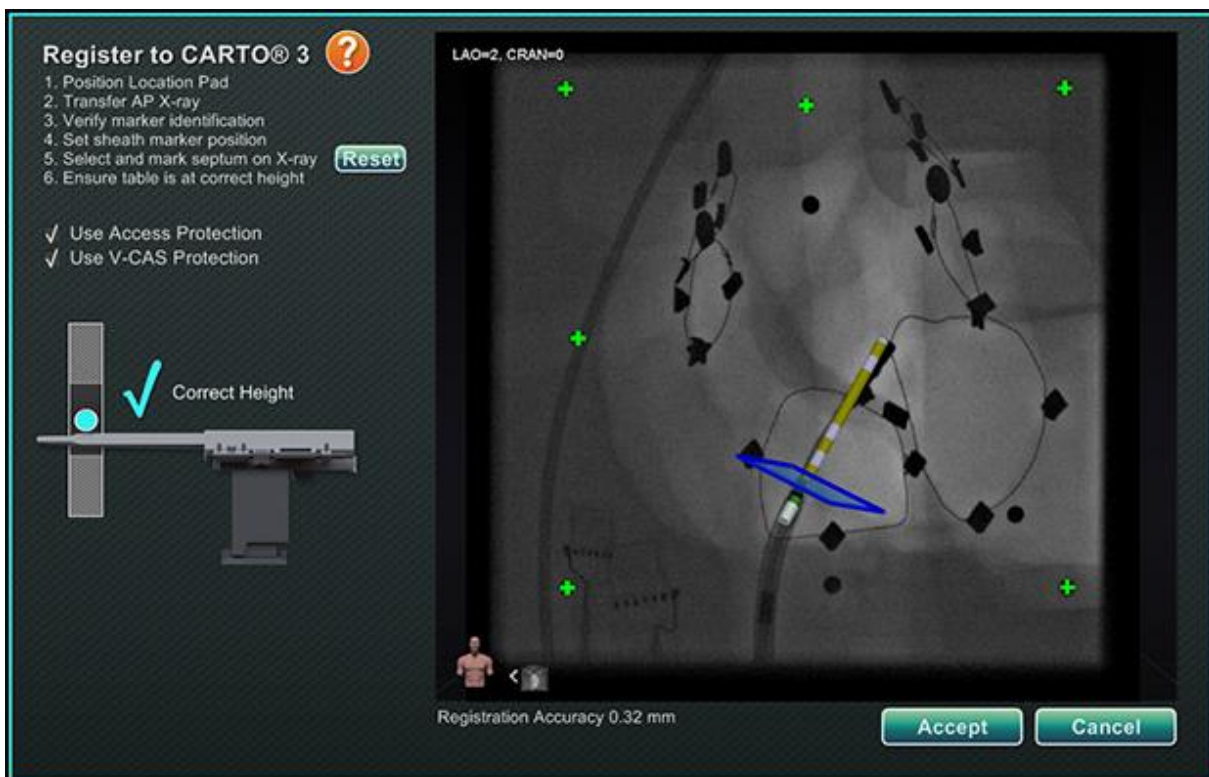 Register to CARTO® 3 ?
1. Position Location Pad
2. Transfer AP X-ray
3. Verify marker identification
4. Set sheath marker position
5. Select and mark septum on X-ray
Reset
6. Ensure table is at correct height
√ Use Access Protection
√ Use V-CAS Protection
Correct Height
LAO=2, CRAN=0
<
Registration Accuracy 0.32 mm
Accept
Cancel